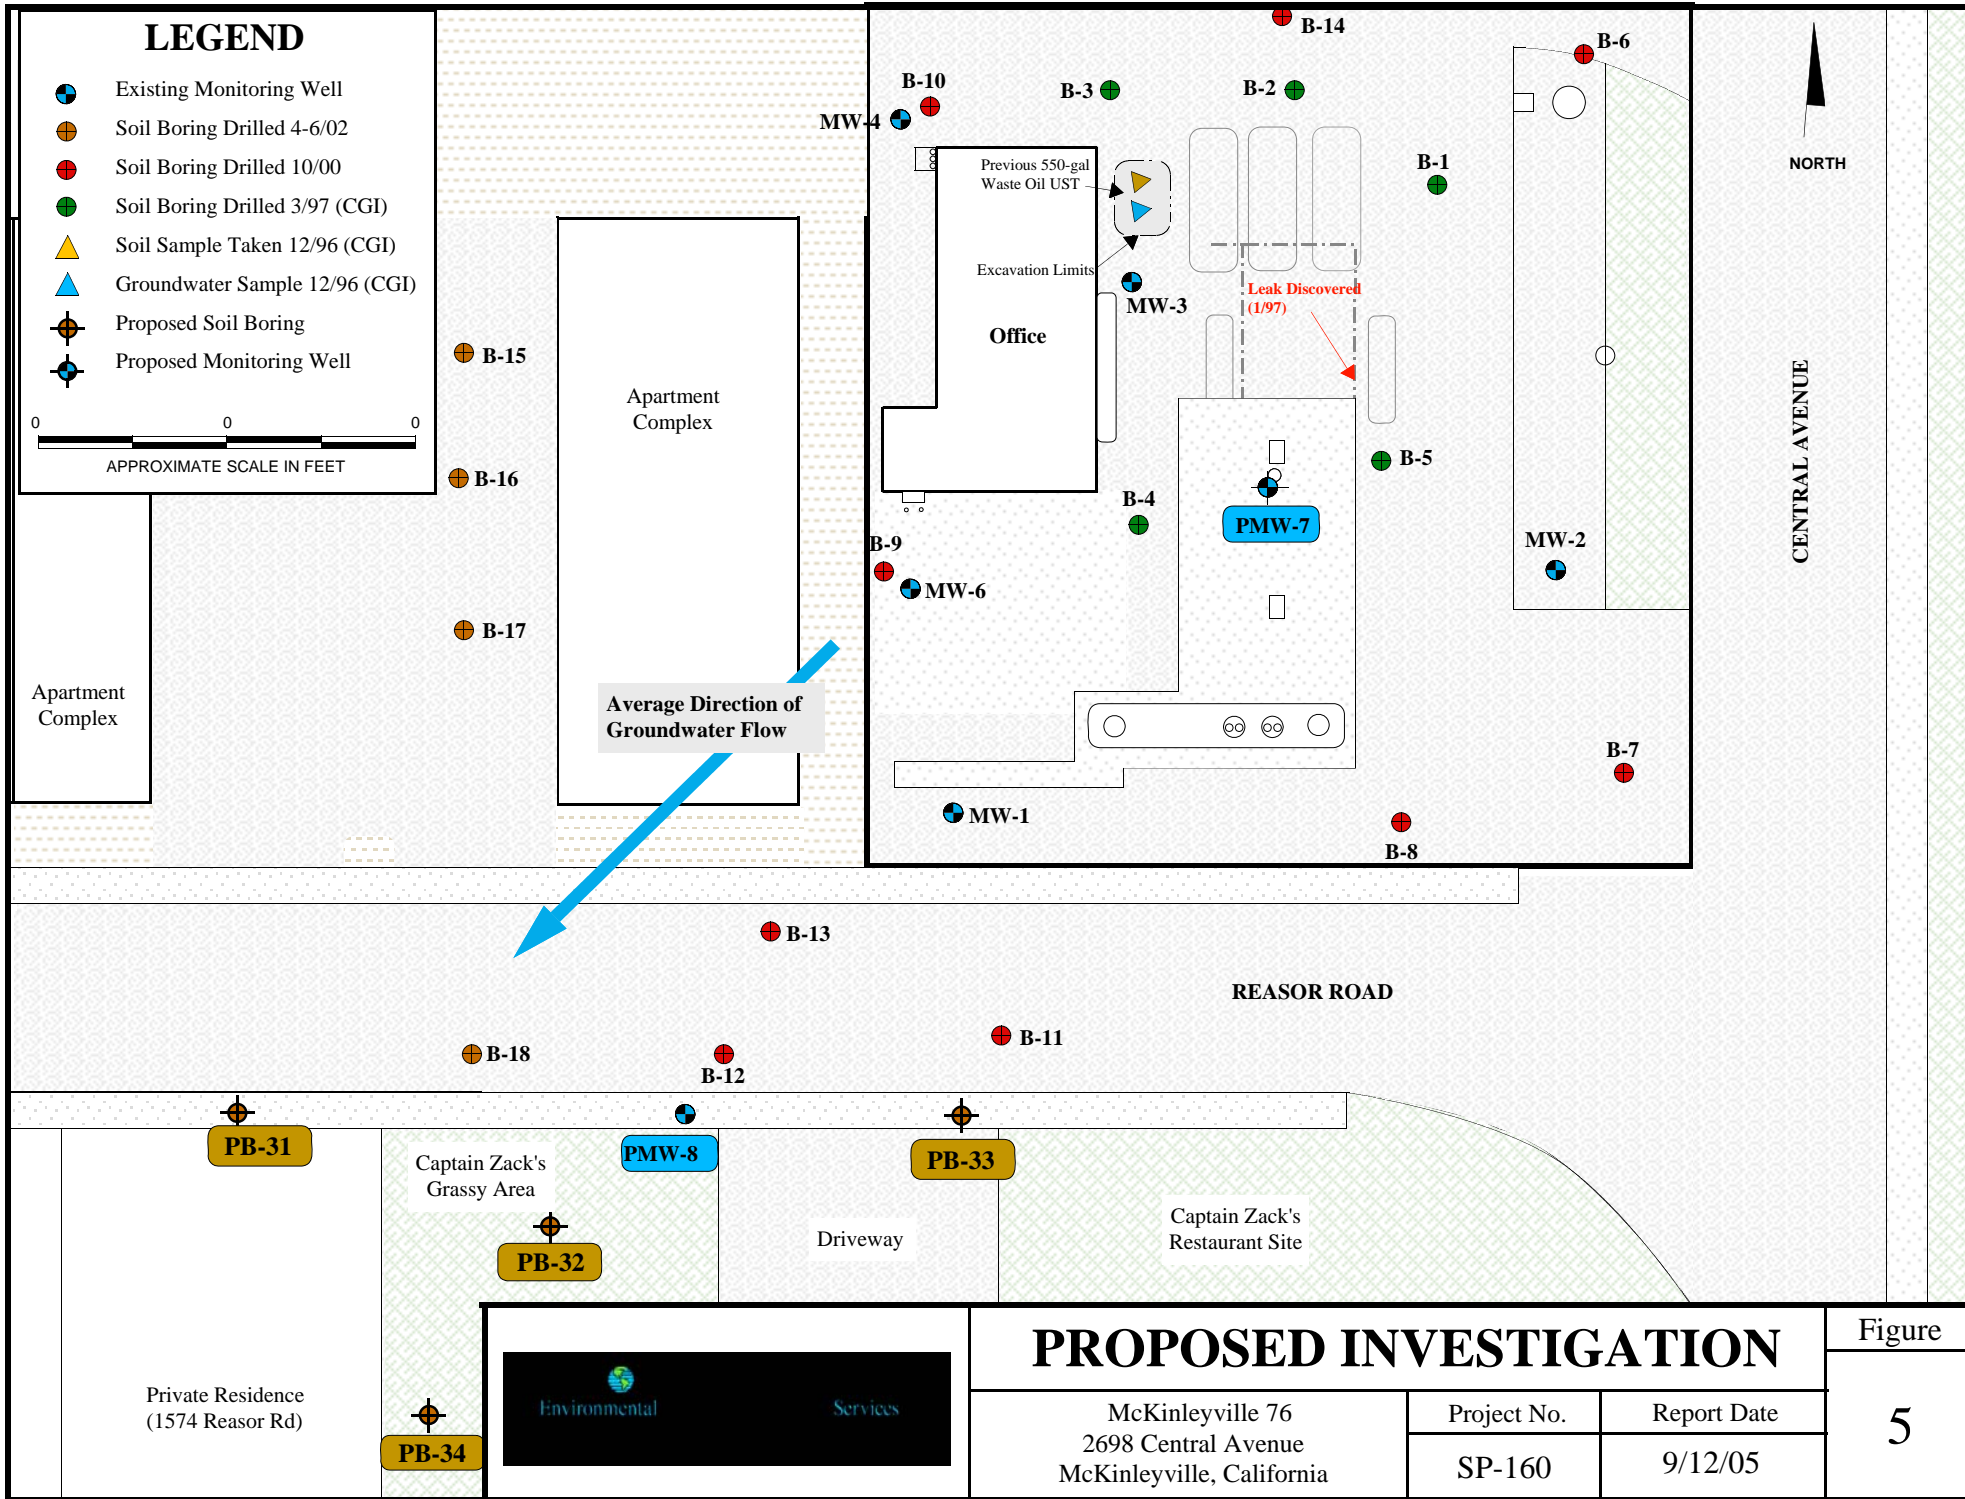 LEGEND
Existing Monitoring Well
Soil Boring Drilled 4-6/02
Soil Boring Drilled 10/00
Soil Boring Drilled 3/97 (CGI)
Soil Sample Taken 12/96 (CGI)
Groundwater Sample 12/96 (CGI)
Proposed Soil Boring
Proposed Monitoring Well
0 0 0
APPROXIMATE SCALE IN FEET
B-14
B-6
B-10
B-3
B-2
MW-4
NORTH
B-1
Previous 550-gal
Waste Oil UST
Excavation Limits
MW-3
Leak Discovered
(1/97)
Office
B-15
Apartment
Complex
CENTRAL AVENUE
B-16
B-5
B-4
PMW-7
B-9
MW-2
MW-6
B-17
Apartment
Complex
Average Direction of
Groundwater Flow
B-7
MW-1
B-8
B-13
REASOR ROAD
B-11
B-18
B-12
PB-31
PMW-8
PB-33
Captain Zack's
Grassy Area
Driveway
Captain Zack's
Restaurant Site
PB-32
Private Residence
(1574 Reasor Rd)
PB-34
Environmental Services
PROPOSED INVESTIGATION
McKinleyville 76
2698 Central Avenue
McKinleyville, California
Project No.
SP-160
Report Date
9/12/05
Figure
5